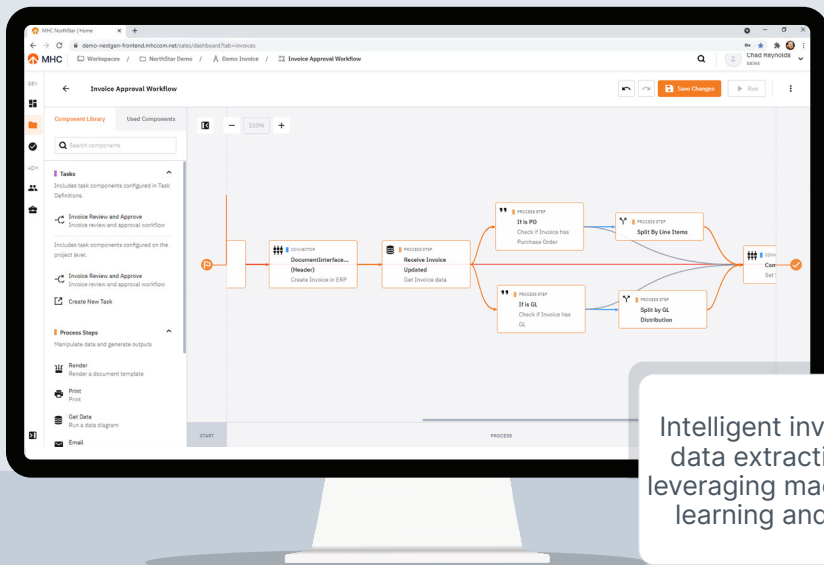 MHC NorthStar | Home
demo-nextgen-frontend.mhccom.net/sales/dashboard?tab=invoices
MHC
Workspaces / NorthStar Demo / Demo Invoice / Invoice Approval Workflow
Chad Reynolds
sales
Invoice Approval Workflow
Save Changes
Run
Component Library
Used Components
100%
Search components
Tasks
Includes task components configured in Task
Definitions.
Invoice Review and Approve
Invoice review and approval workflow
Includes task components configured on the
project level.
Invoice Review and Approve
Invoice review and approval workflow
Create New Task
Process Steps
Manipulate data and generate outputs
Render
Render a document template
Print
Print
Get Data
Run a data diagram
Email
CONNECTOR
DocumentInterface...
(Header)
Create Invoice in ERP
PROCESS STEP
Receive Invoice
Updated
Get Invoice data
PROCESS STEP
If is PO
Check if Invoice has
Purchase Order
PROCESS STEP
Split By Line Items
PROCESS STEP
If is GL
Check if Invoice has
GL
PROCESS STEP
Split by GL
Distribution
START
PROCESS
Intelligent inv
data extracti
leveraging mac
learning and